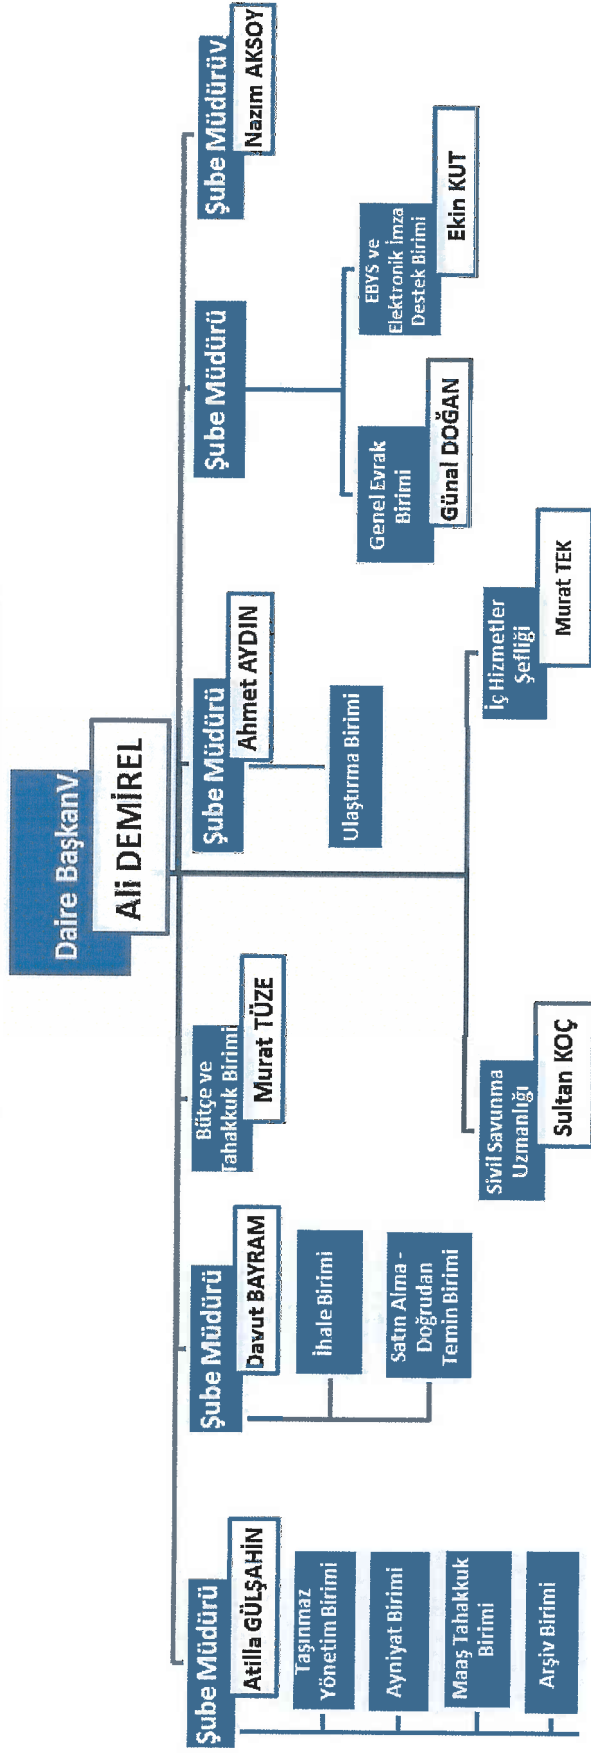 Daire BaşkanV.
Ali DEMİREL
Şube Müdürü
Atilla GÜLŞAHİN
Taşınmaz
Yönetim Birimi
Ayniyat Birimi
Maaş Tahakkuk
Birimi
Arşiv Birimi
Şube Müdürü
Davut BAYRAM
İhale Birimi
Satın Alma -
Doğrudan
Temin Birimi
Bütçe ve
Tahakkuk Birimi
Murat TÜZE
Şube Müdürü
Ahmet AYDIN
Ulaştırma Birimi
Şube Müdürü
Genel Evrak
Birimi
Günal DOĞAN
EBYS ve
Elektronik İmza
Destek Birimi
Ekin KUT
Şube MüdürüV
Nazım AKSOY
Sivil Savunma
Uzmanlığı
Sultan KOÇ
İç Hizmetler
Şefliği
Murat TEK